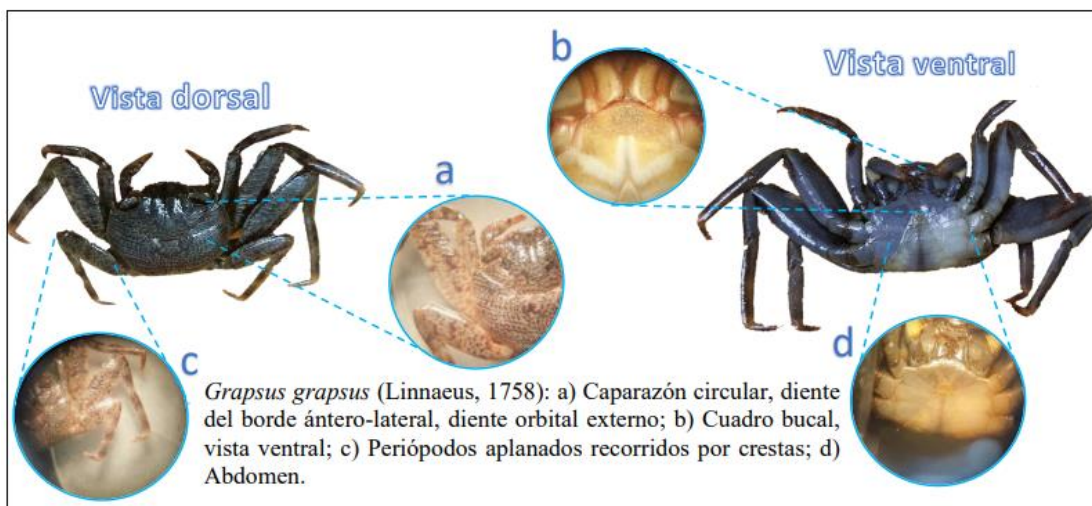 Vista dorsal
a
b
Vista ventral
c
d
Grapsus grapsus (Linnaeus, 1758): a) Caparazón circular, diente
del borde ántero-lateral, diente orbital externo; b) Cuadro bucal,
vista ventral; c) Periópodos aplanados recorridos por crestas; d)
Abdomen.